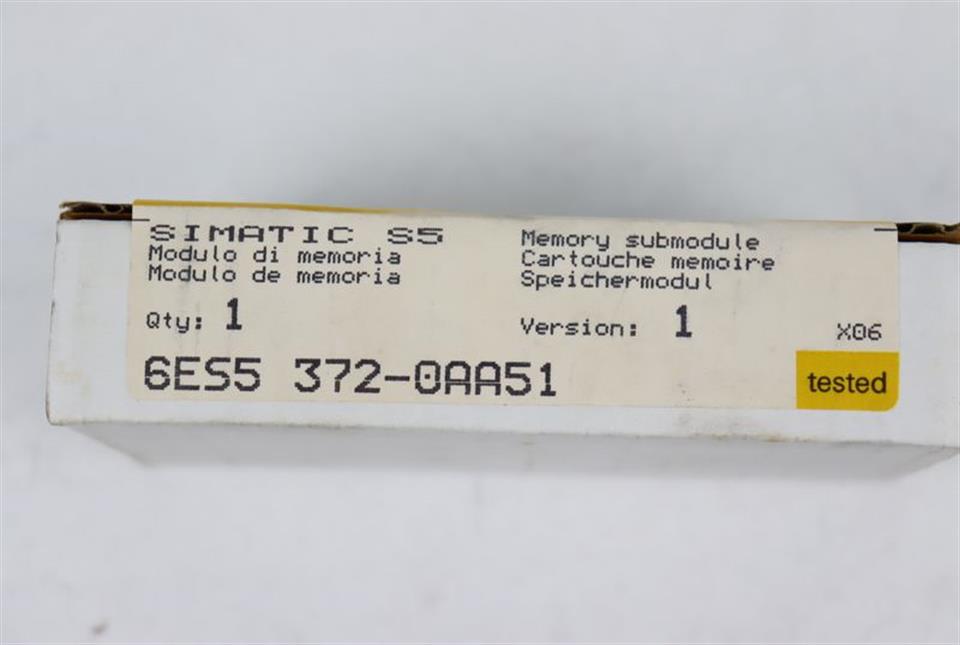 SIMATIC S5
Modulo di memoria
Modulo de memoria
Qty: 1
Memory submodule
Cartouche memoire
Speichermodul
Version: 1
X06
6ES5 372-0AA51
tested